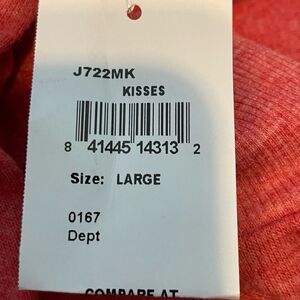 J722MK
KISSES
8 41445 14313 2
Size: LARGE
0167
Dept
COMPARE AT